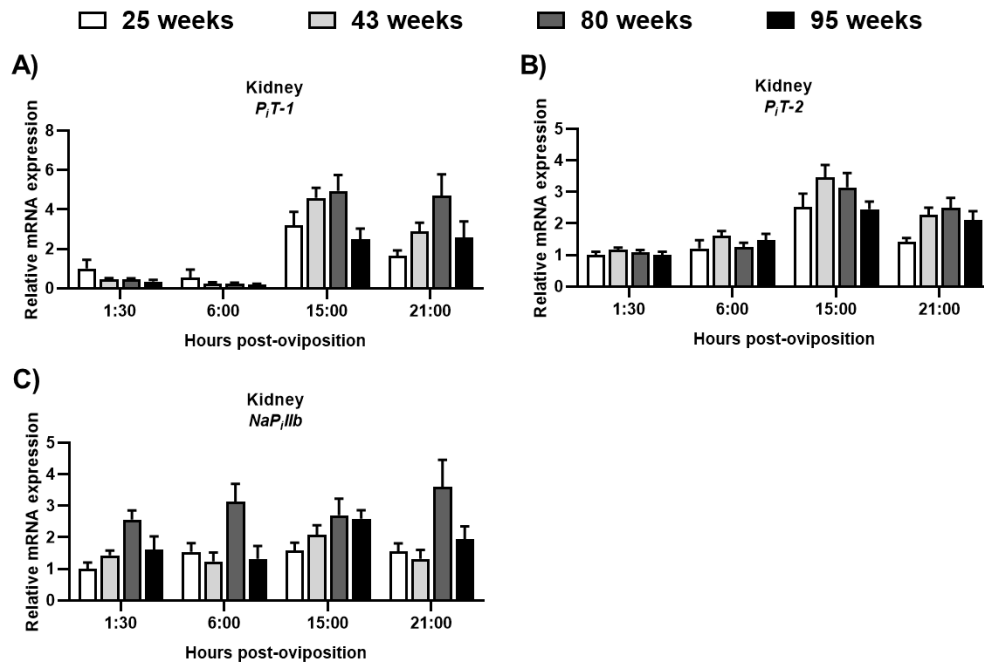 25 weeks 43 weeks 80 weeks 95 weeks
A)
Kidney
PiT-1
Relative mRNA expression
8
6
4
2
0
1:30 6:00 15:00 21:00
Hours post-oviposition
B)
Kidney
PiT-2
Relative mRNA expression
5
4
3
2
1
0
1:30 6:00 15:00 21:00
Hours post-oviposition
C)
Kidney
NaPiIIb
Relative mRNA expression
5
4
3
2
1
0
1:30 6:00 15:00 21:00
Hours post-oviposition